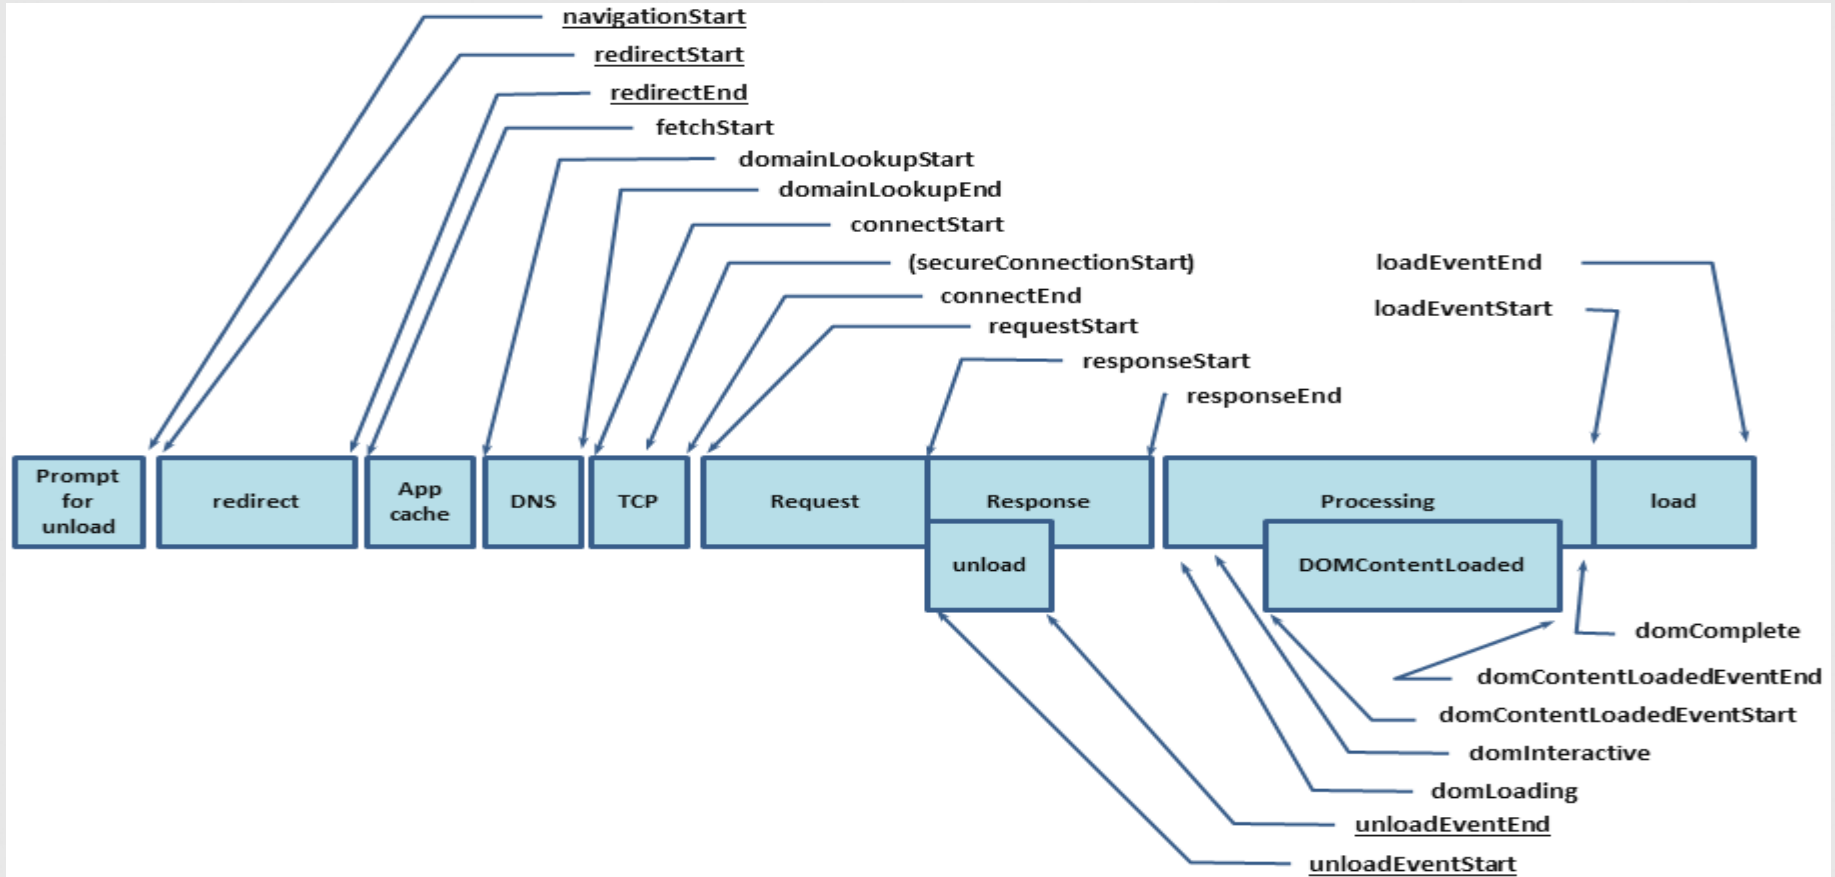 navigationStart
redirectStart
redirectEnd
fetchStart
domainLookupStart
domainLookupEnd
connectStart
(secureConnectionStart)
loadEventEnd
connectEnd
loadEventStart
requestStart
responseStart
responseEnd
Prompt
for
unload
redirect
App
cache
DNS
TCP
Request
Response
Processing
load
unload
DOMContentLoaded
domComplete
domContentLoadedEventEnd
domContentLoadedEventStart
domInteractive
domLoading
unloadEventEnd
unloadEventStart